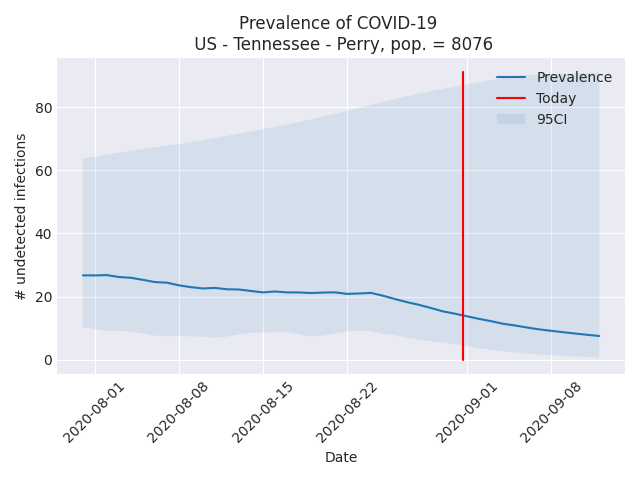 Prevalence of COVID-19
US - Tennessee - Perry, pop. = 8076
# undetected infections
80
60
40
20
0
Prevalence
Today
95CI
2020-08-01
2020-08-08
2020-08-15
2020-08-22
2020-09-01
2020-09-08
Date